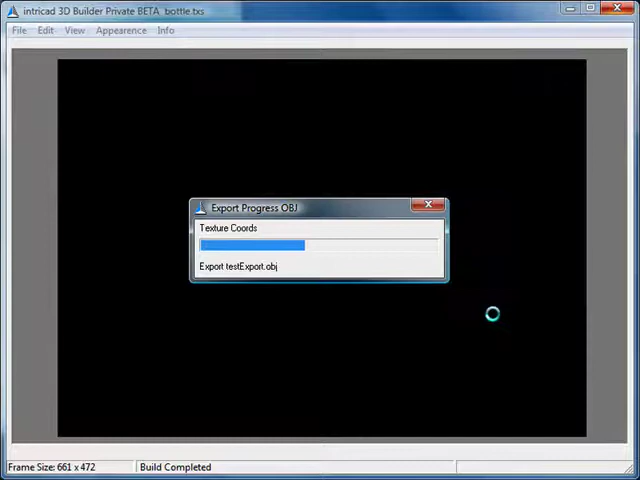 intricad 3D Builder Private BETA  bottle.txs
File Edit View Appearance Info
Export Progress OBJ
Texture Coords
Export testExport.obj
Frame Size: 661 x 472 Build Completed